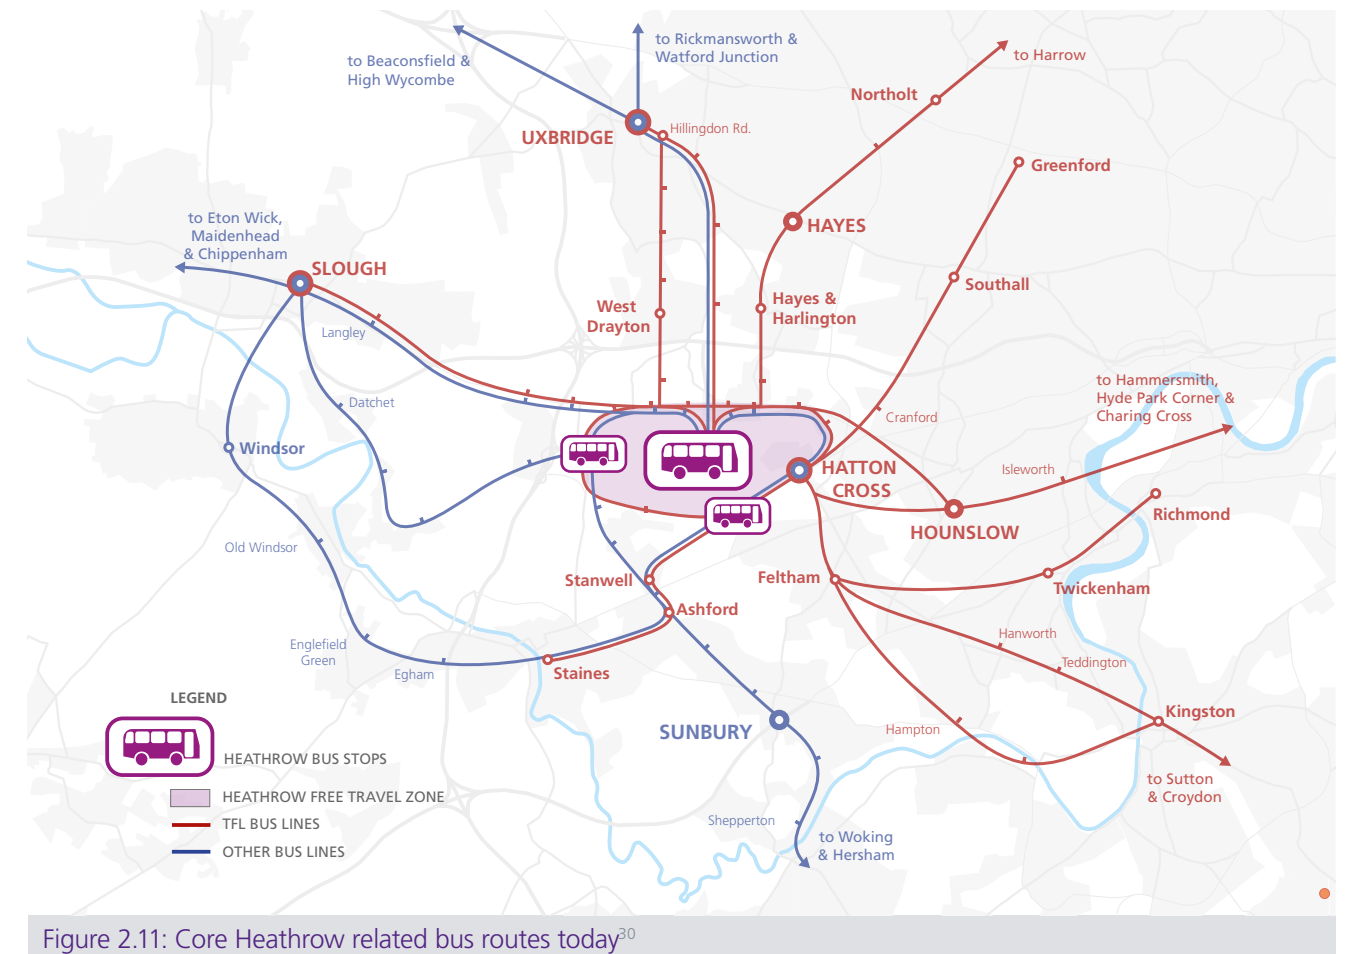 to Rickmansworth &
Watford Junction
to Beaconsfield &
High Wycombe
to Harrow
Northolt
UXBRIDGE
Hillingdon Rd.
Greenford
to Eton Wick,
Maidenhead
& Chippenham
HAYES
SLOUGH
Southall
Hayes &
Harlington
West
Drayton
Langley
to Hammersmith,
Hyde Park Corner &
Charing Cross
Datchet
Cranford
Windsor
HATTON
CROSS
Isleworth
Richmond
HOUNSLOW
Old Windsor
Stanwell
Feltham
Twickenham
Ashford
Hanworth
Englefield
Green
Teddington
Egham
Staines
Kingston
LEGEND
SUNBURY
Hampton
HEATHROW BUS STOPS
to Sutton
& Croydon
HEATHROW FREE TRAVEL ZONE
TFL BUS LINES
Shepperton
to Woking
& Hersham
OTHER BUS LINES
Figure 2.11: Core Heathrow related bus routes today30